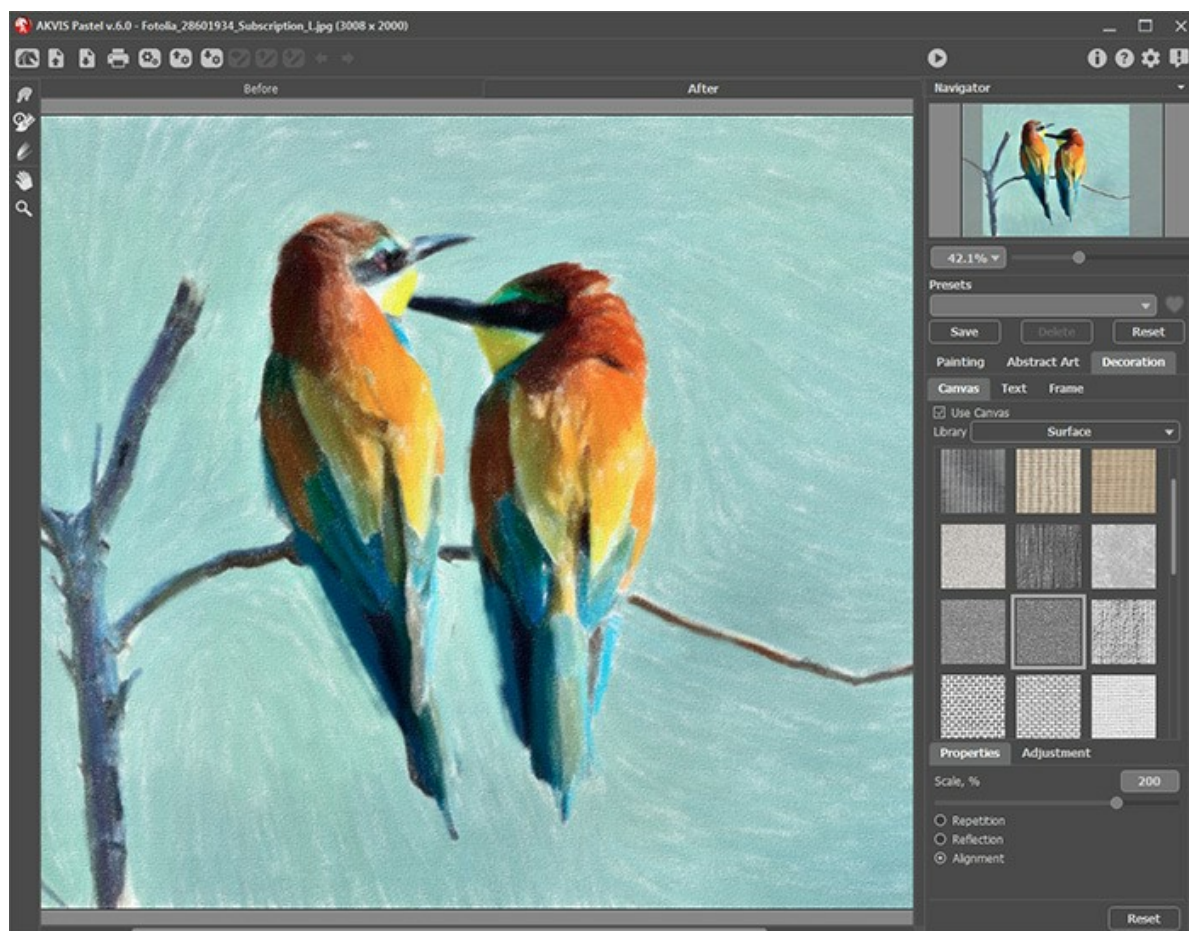 AKVIS Pastel v.6.0 - Fotolia_28601934_Subscription_L.jpg (3008 x 2000)
Before
After
Navigator
42.1%
Presets
Save
Delete
Reset
Painting
Abstract Art
Decoration
Canvas
Text
Frame
Use Canvas
Library
Surface
Properties
Adjustment
Scale, %
200
Repetition
Reflection
Alignment
Reset